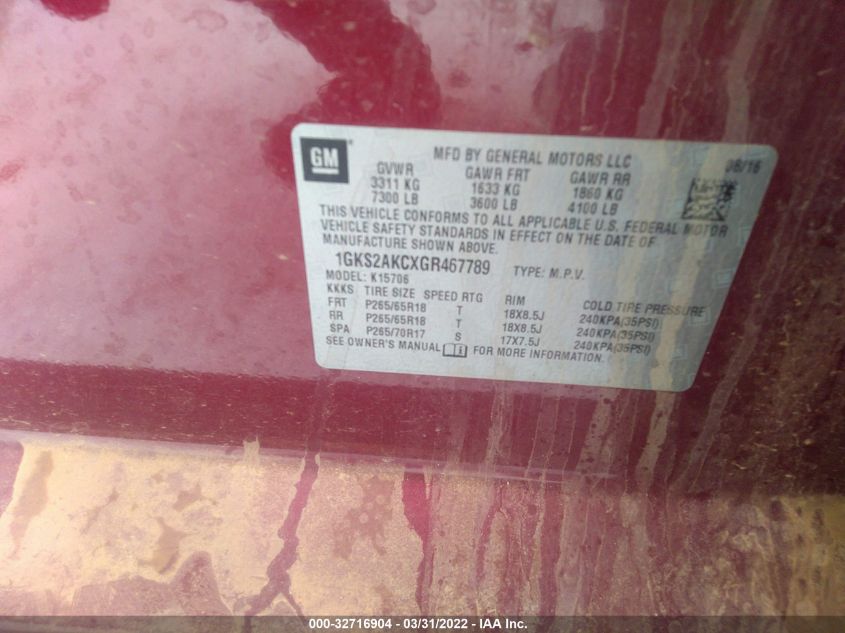 GM
MFD BY GENERAL MOTORS LLC
08/16
GVWR GAWR FRT GAWR RR
3311 KG 1633 KG 1860 KG
7300 LB 3600 LB 4100 LB
THIS VEHICLE CONFORMS TO ALL APPLICABLE U.S. FEDERAL MOTOR
VEHICLE SAFETY STANDARDS IN EFFECT ON THE DATE OF
MANUFACTURE SHOWN ABOVE.
1GKS2AKCXGR467789 TYPE: M.P.V.
MODEL: K15706
KKKS TIRE SIZE SPEED RTG RIM COLD TIRE PRESSURE
FRT P265/65R18 T 18X8.5J 240KPA(35PSI)
RR P265/65R18 T 18X8.5J 240KPA(35PSI)
SPA P265/70R17 S 17X7.5J 240KPA(35PSI)
SEE OWNER'S MANUAL FOR MORE INFORMATION.
000-32716904 — 03/31/2022 — IAA Inc.